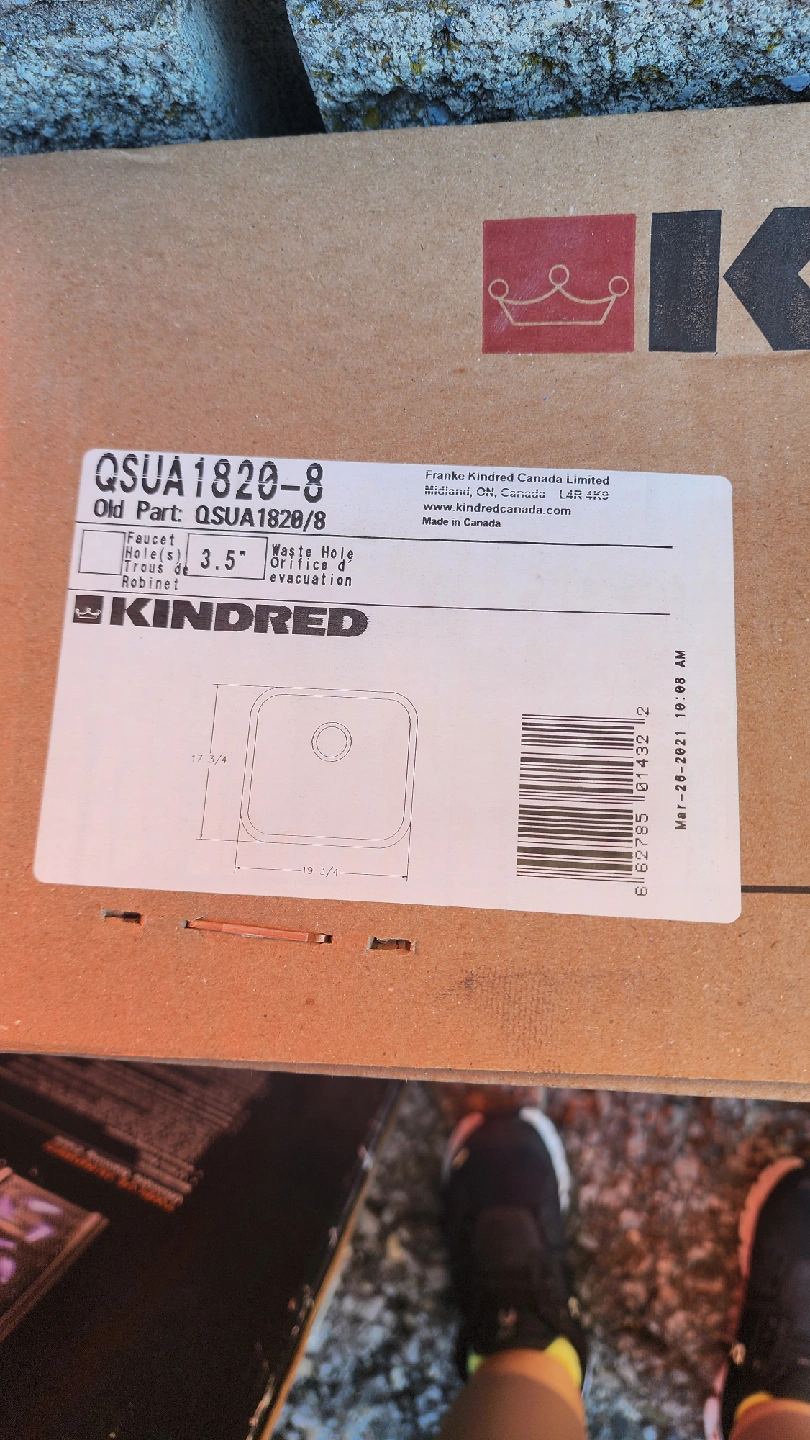 K
QSUA1820-8
Old Part: QSUA1820/8
Franke Kindred Canada Limited
Midland, ON, Canada L4R 4K9
www.kindredcanada.com
Made in Canada
Faucet
Hole(s)
Trous de
Robinet
3.5"
Waste Hole
Orifice d'
evacuation
KINDRED
17 3/4
19 3/4
6 62785 01432 2
Mar-26-2021 10:08 AM